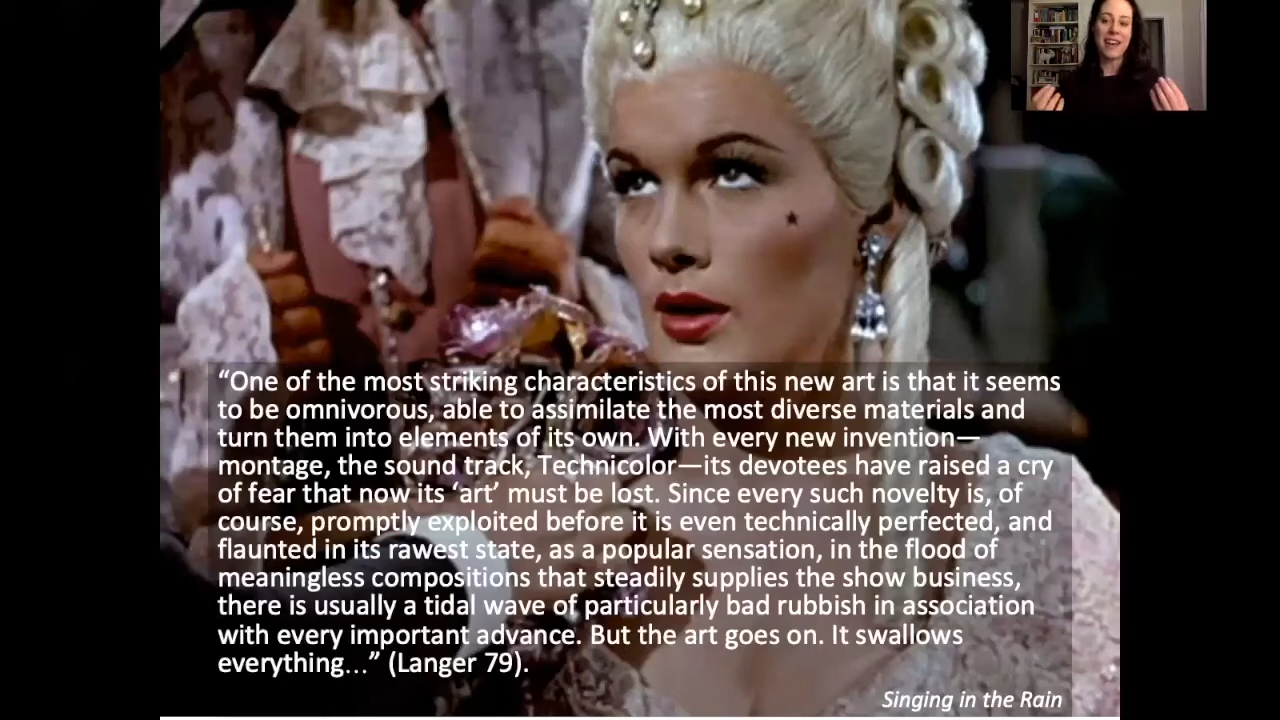 “One of the most striking characteristics of this new art is that it seems
to be omnivorous, able to assimilate the most diverse materials and
turn them into elements of its own. With every new invention—
montage, the sound track, Technicolor—its devotees have raised a cry
of fear that now its ‘art’ must be lost. Since every such novelty is, of
course, promptly exploited before it is even technically perfected, and
flaunted in its rawest state, as a popular sensation, in the flood of
meaningless compositions that steadily supplies the show business,
there is usually a tidal wave of particularly bad rubbish in association
with every important advance. But the art goes on. It swallows
everything…” (Langer 79).
Singing in the Rain